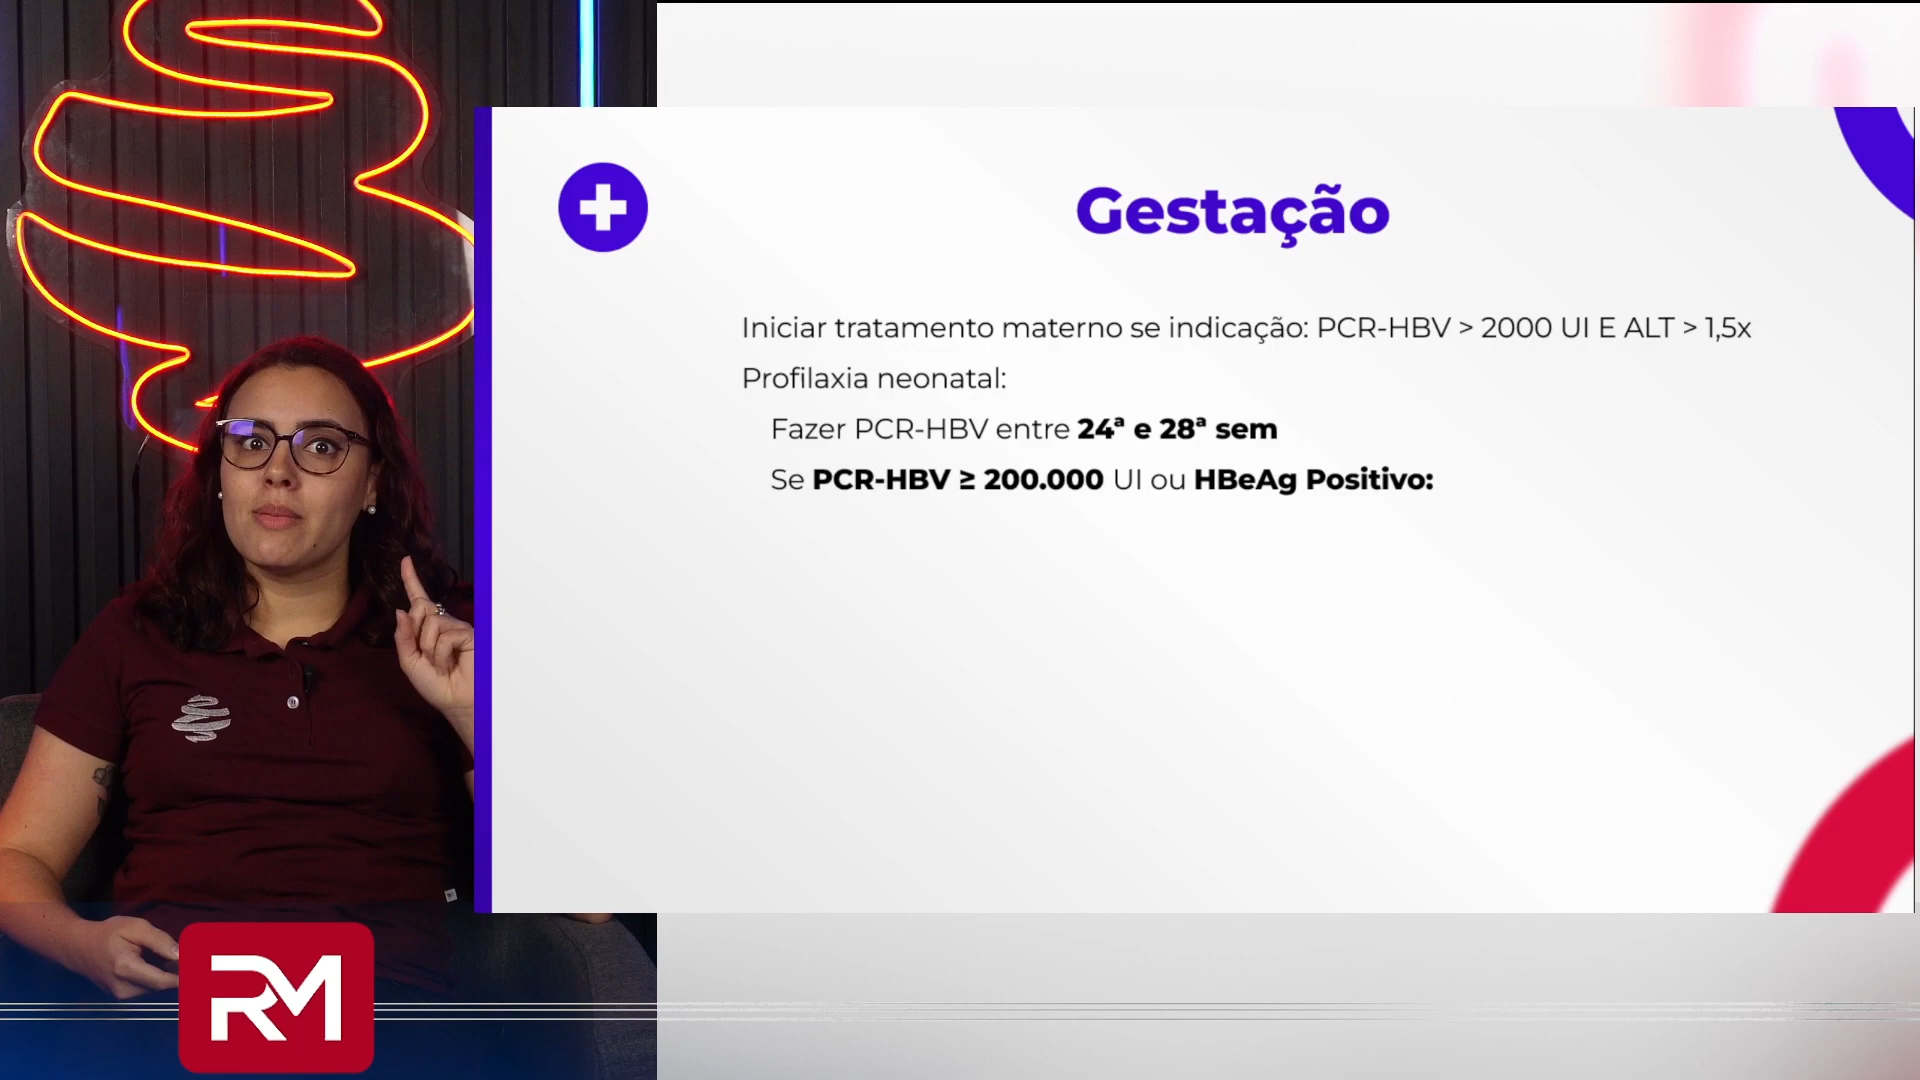 Gestação
Iniciar tratamento materno se indicação: PCR-HBV > 2000 UI E ALT > 1,5x
Profilaxia neonatal:
Fazer PCR-HBV entre 24ª e 28ª sem
Se PCR-HBV ≥ 200.000 UI ou HBeAg Positivo:
RM